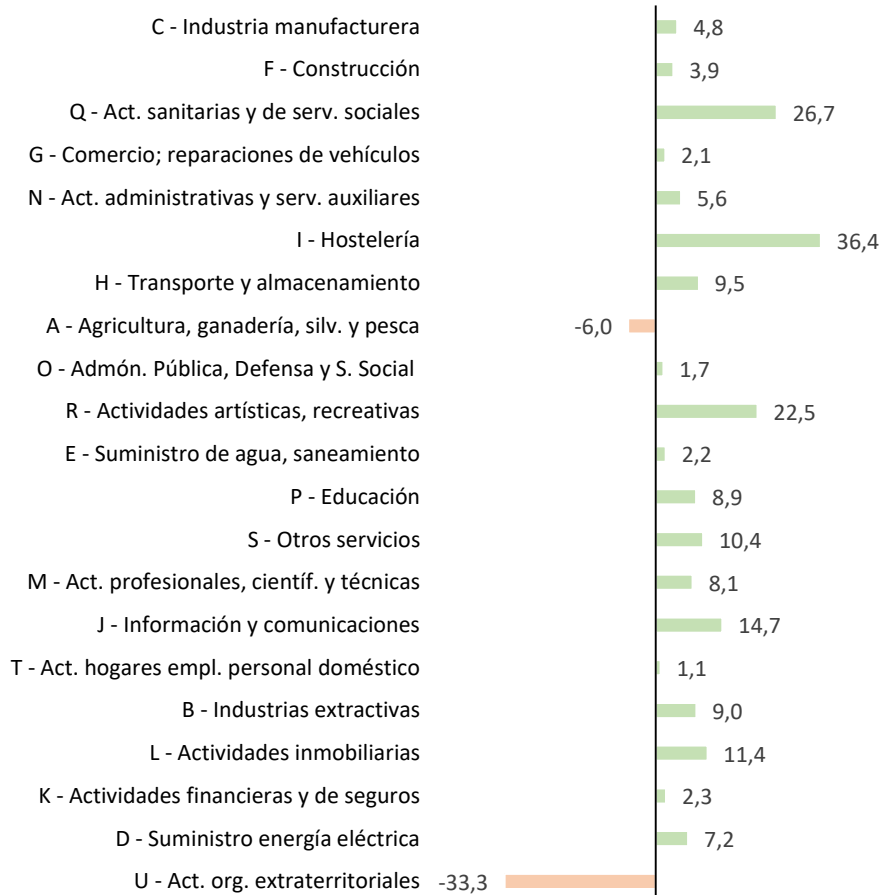 C - Industria manufacturera 4,8
F - Construcción 3,9
Q - Act. sanitarias y de serv. sociales 26,7
G - Comercio; reparaciones de vehículos 2,1
N - Act. administrativas y serv. auxiliares 5,6
I - Hostelería 36,4
H - Transporte y almacenamiento 9,5
A - Agricultura, ganadería, silv. y pesca -6,0
O - Admón. Pública, Defensa y S. Social 1,7
R - Actividades artísticas, recreativas 22,5
E - Suministro de agua, saneamiento 2,2
P - Educación 8,9
S - Otros servicios 10,4
M - Act. profesionales, científ. y técnicas 8,1
J - Información y comunicaciones 14,7
T - Act. hogares empl. personal doméstico 1,1
B - Industrias extractivas 9,0
L - Actividades inmobiliarias 11,4
K - Actividades financieras y de seguros 2,3
D - Suministro energía eléctrica 7,2
U - Act. org. extraterritoriales -33,3